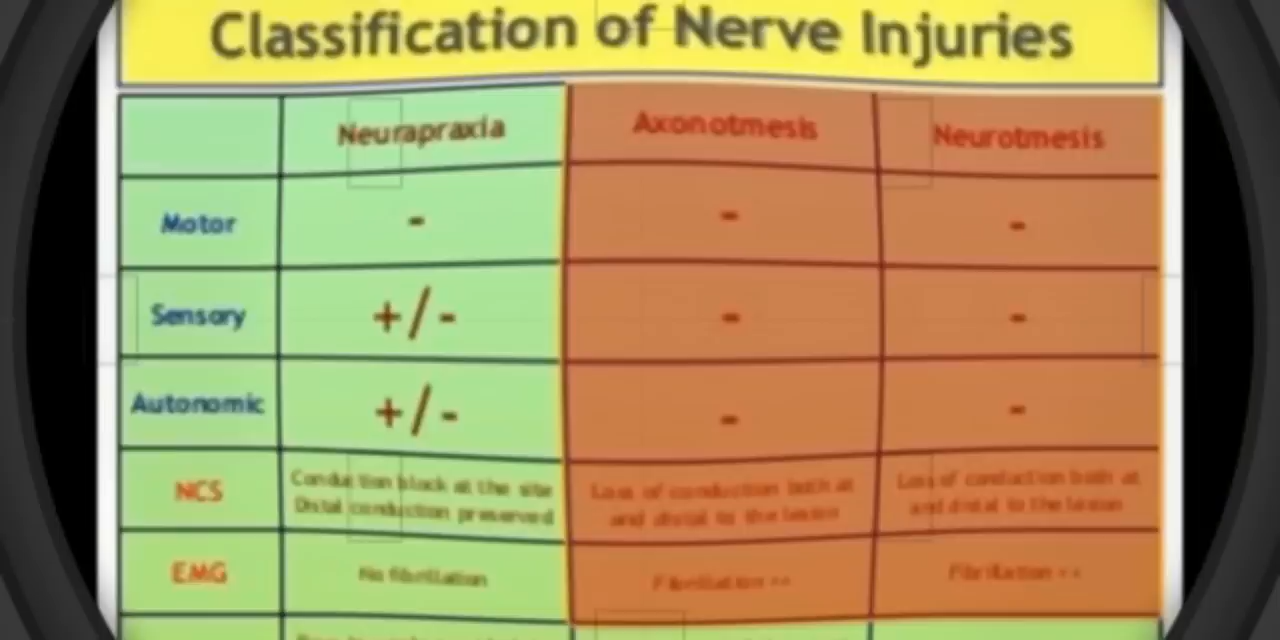 Classification of Nerve Injuries
Neurapraxia Axonotmesis Neurotmesis
Motor - - -
Sensory +/- - -
Autonomic +/- - -
NCS
Conduction block at the site
Distal conduction preserved
Loss of conduction both at
and distal to the lesion
Loss of conduction both at
and distal to the lesion
EMG No fibrillation Fibrillation ++ Fibrillation ++